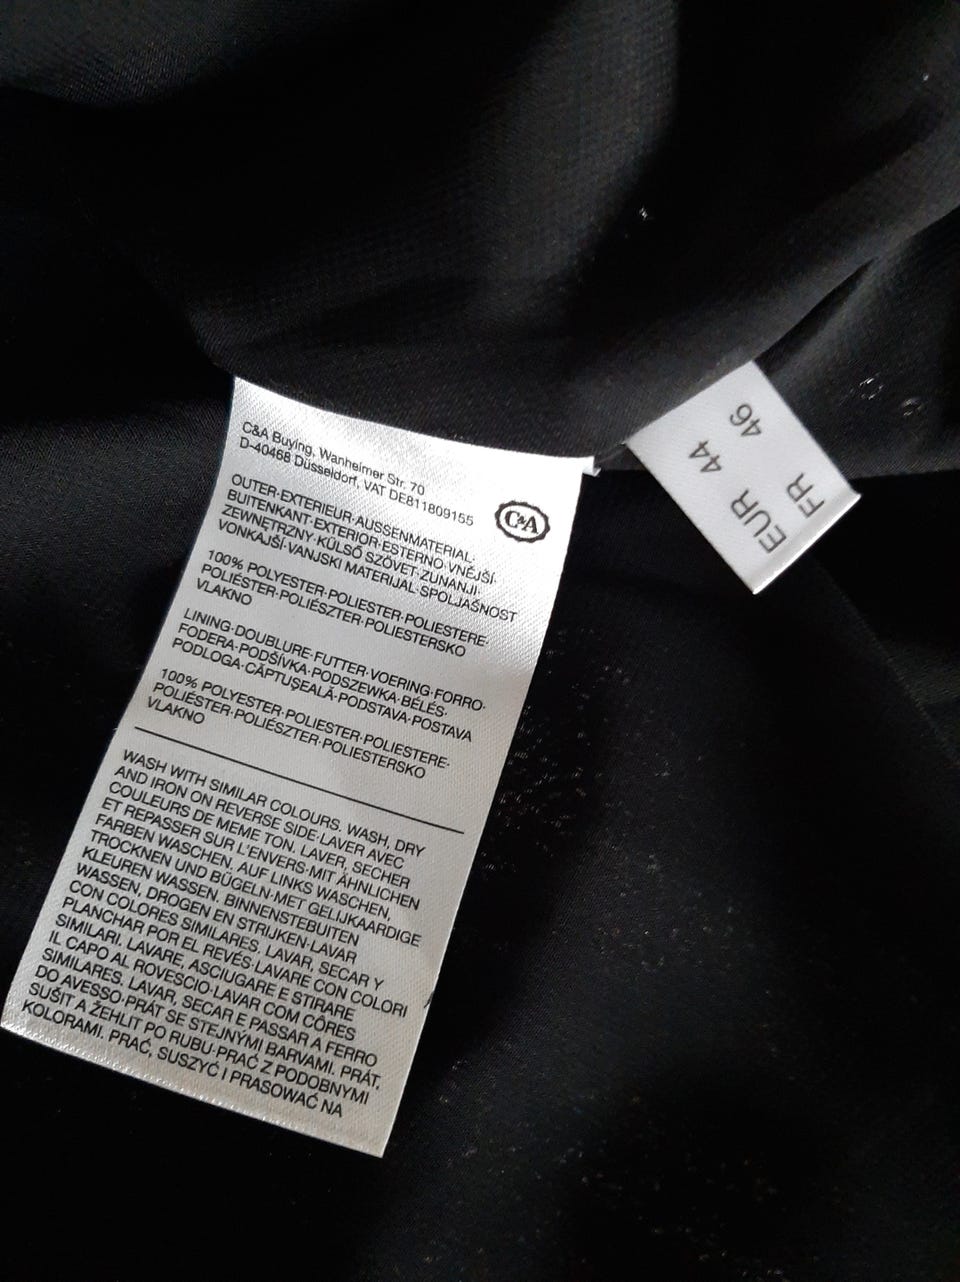 C&A Buying, Wanheimer Str. 70
D-40468 Düsseldorf, VAT DE811809155
C&A
OUTER·EXTERIEUR·AUSSENMATERIAL·
BUITENKANT·EXTERIOR·ESTERNO·VNĚJŠÍ·
ZEWNĘTRZNY·KÜLSŐ SZÖVET·ZUNANJI·
VONKAJŠÍ·VANJSKI MATERIJAL·SPOLJAŠNOST
100% POLYESTER·POLIESTER·POLIESTERE·
POLIÉSTER·POLIÉSZTER·POLIESTERSKO
VLAKNO
LINING·DOUBLURE·FUTTER·VOERING·FORRO·
FODERA·PODŠÍVKA·PODSZEWKA·BÉLÉS·
PODLOGA·CĂPTUŞEALĂ·PODSTAVA·POSTAVA
100% POLYESTER·POLIESTER·POLIESTERE·
POLIÉSTER·POLIÉSZTER·POLIESTERSKO
VLAKNO
WASH WITH SIMILAR COLOURS. WASH, DRY
AND IRON ON REVERSE SIDE·LAVER AVEC
COULEURS DE MEME TON. LAVER, SECHER
ET REPASSER SUR L'ENVERS·MIT ÄHNLICHEN
FARBEN WASCHEN. AUF LINKS WASCHEN,
TROCKNEN UND BÜGELN·MET GELIJKAARDIGE
KLEUREN WASSEN. BINNENSTEBUITEN
WASSEN, DROGEN EN STRIJKEN·LAVAR
CON COLORES SIMILARES. LAVAR, SECAR Y
PLANCHAR POR EL REVÉS·LAVARE CON COLORI
SIMILARI. LAVARE, ASCIUGARE E STIRARE
IL CAPO AL ROVESCIO·LAVAR COM CÔRES
SIMILARES. LAVAR, SECAR E PASSAR A FERRO
DO AVESSO·PRÁT SE STEJNÝMI BARVAMI. PRÁT,
SUŠIT A ŽEHLIT PO RUBU·PRAĆ Z PODOBNYMI
KOLORAMI. PRAĆ, SUSZYĆ I PRASOWAĆ NA
EUR 44
FR 46